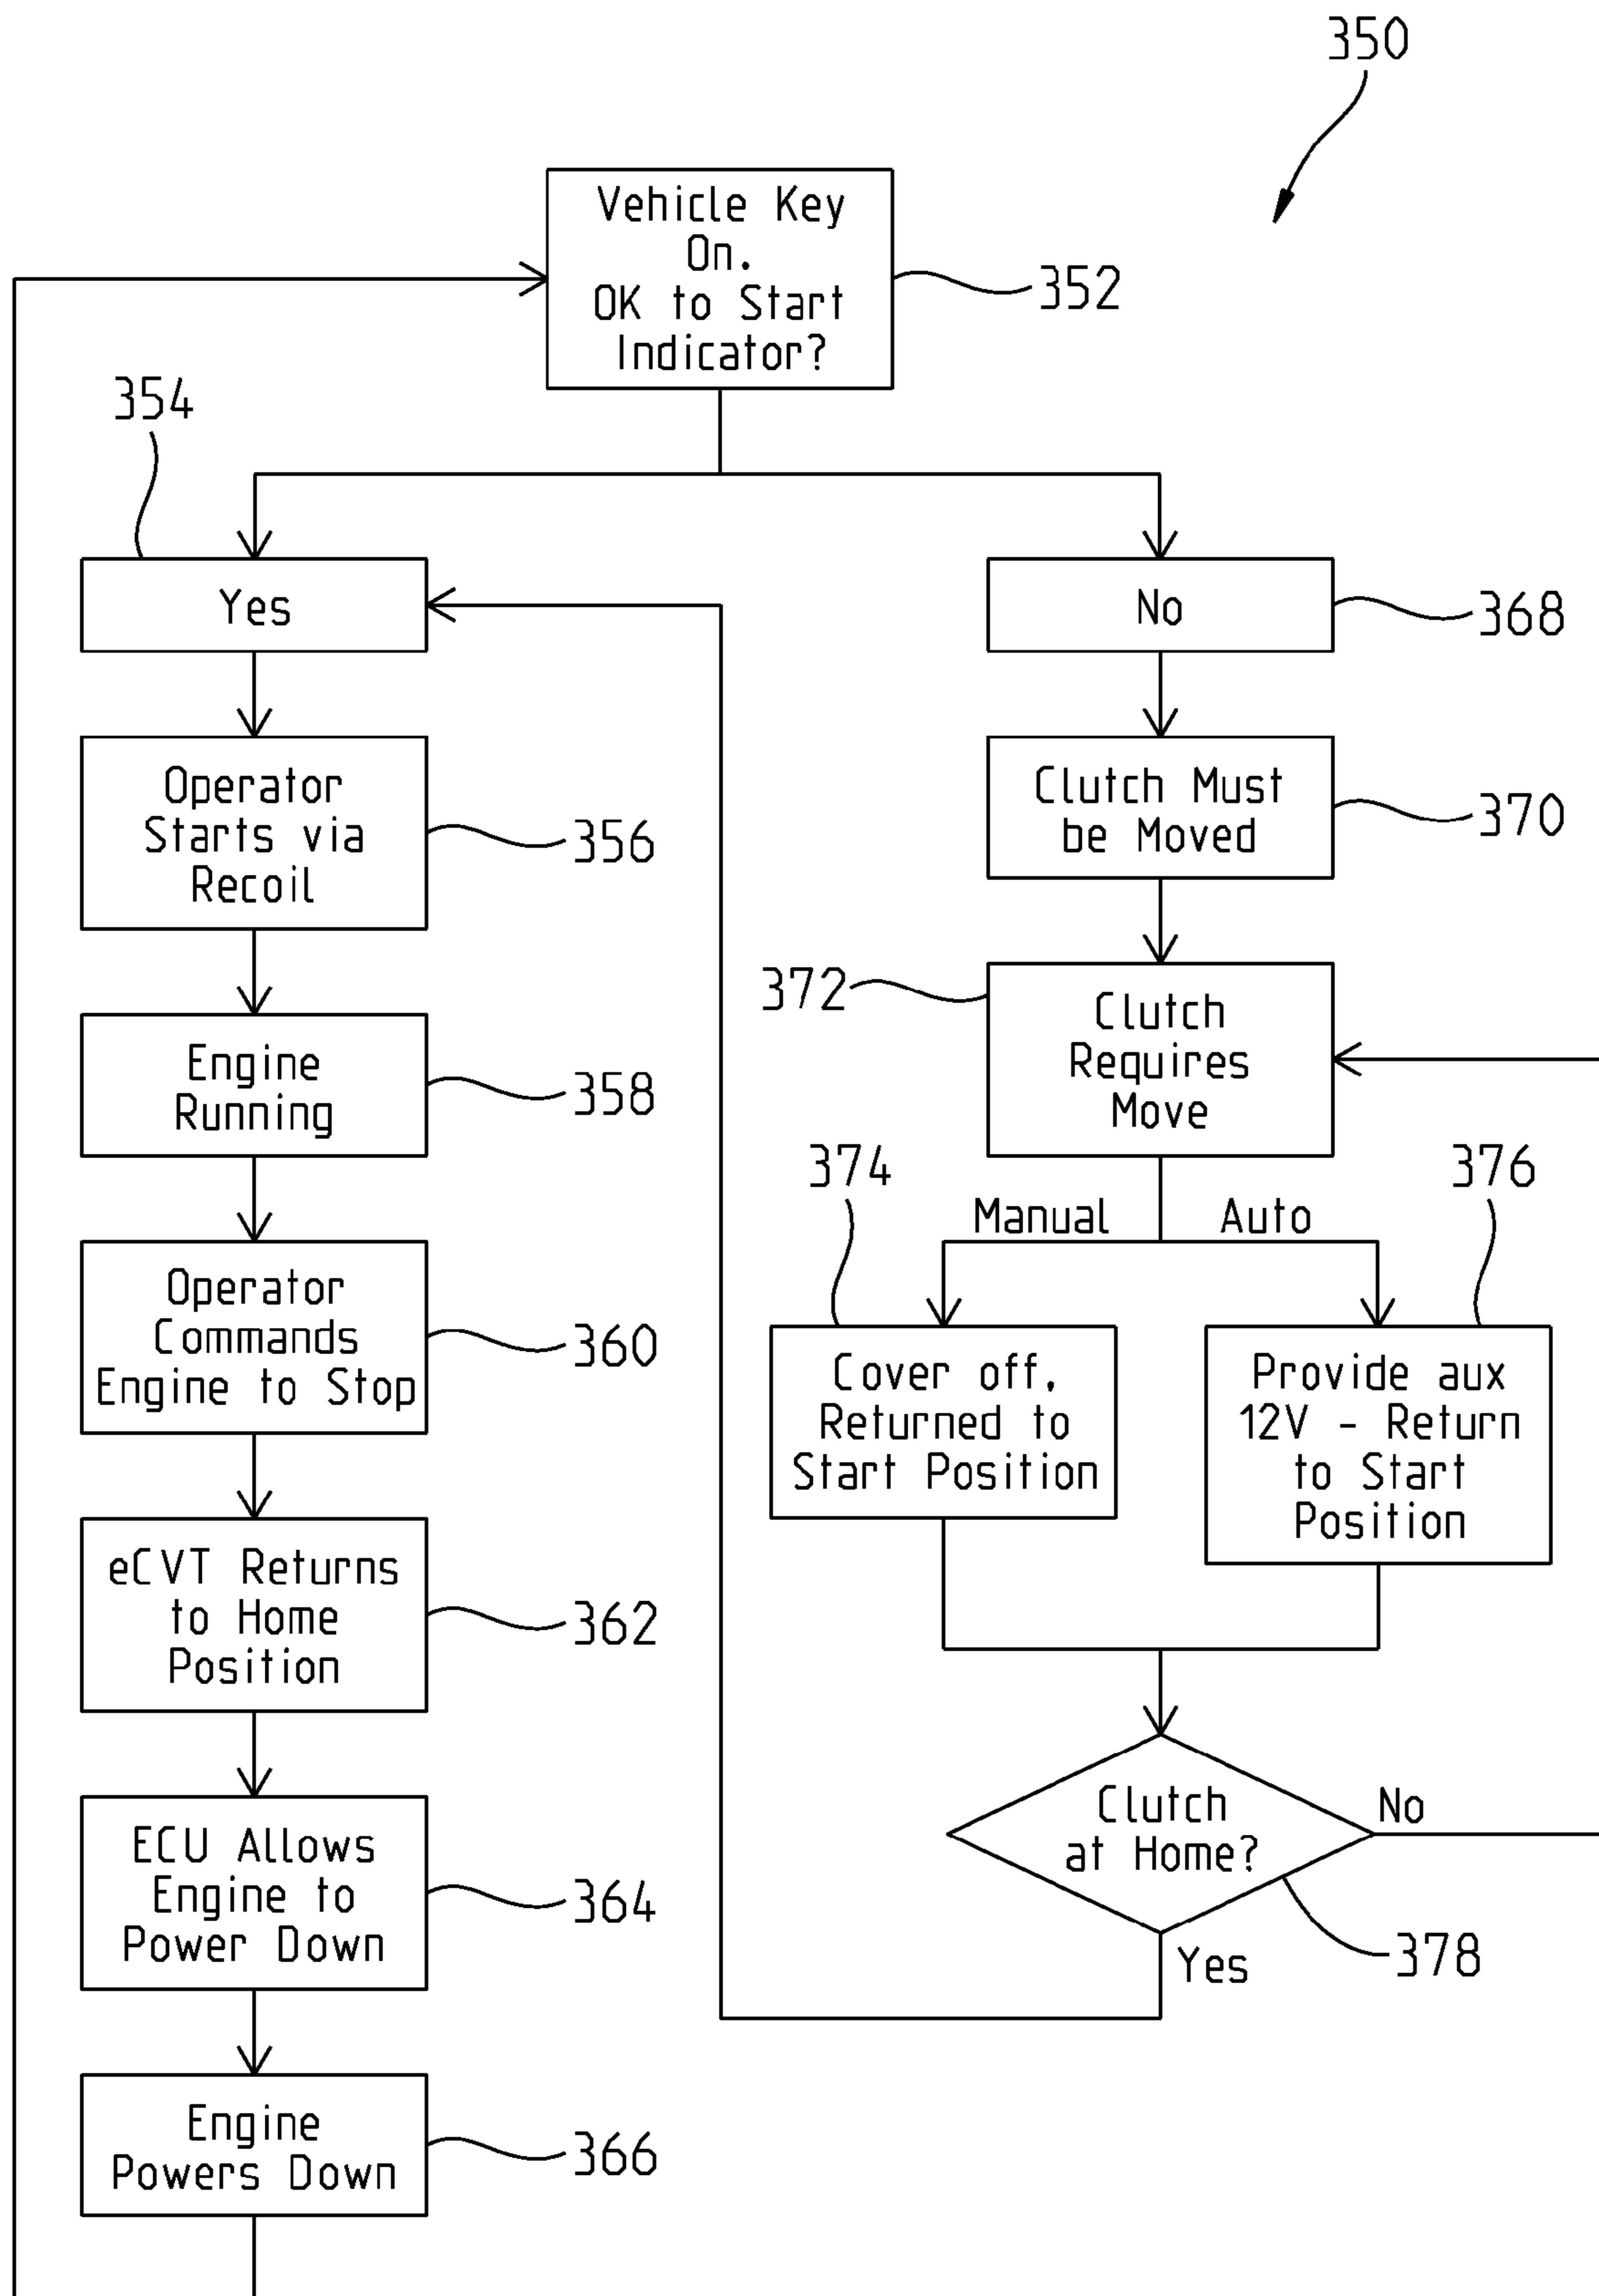 350
Vehicle Key
On.
OK to Start
Indicator?
352
354
Yes
No
368
Operator
Starts via
Recoil
356
Clutch Must
be Moved
370
Engine
Running
358
372
Clutch
Requires
Move
Operator
Commands
Engine to Stop
360
374
Manual
Auto
376
Cover off,
Returned to
Start Position
Provide aux
12V - Return
to Start
Position
eCVT Returns
to Home
Position
362
ECU Allows
Engine to
Power Down
364
Clutch
at Home?
No
Yes
378
Engine
Powers Down
366